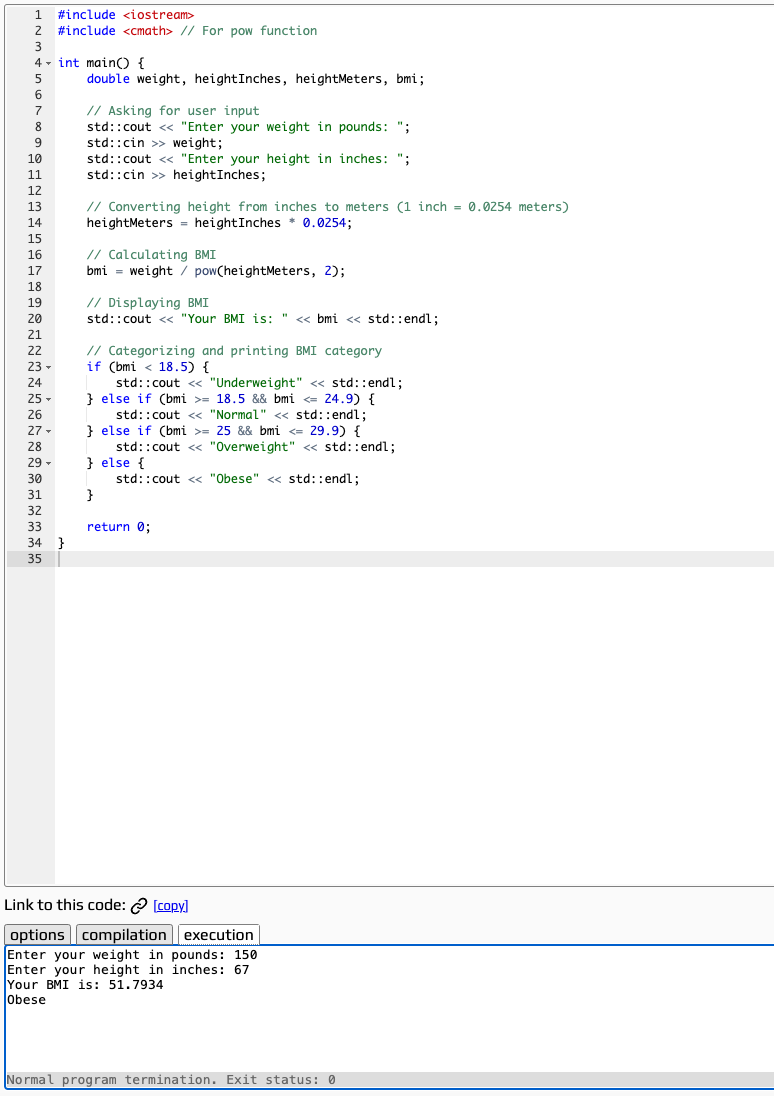 1 #include <iostream>
2 #include <cmath> // For pow function
3
4 int main() {
5     double weight, heightInches, heightMeters, bmi;
6
7     // Asking for user input
8     std::cout << "Enter your weight in pounds: ";
9     std::cin >> weight;
10     std::cout << "Enter your height in inches: ";
11     std::cin >> heightInches;
12
13     // Converting height from inches to meters (1 inch = 0.0254 meters)
14     heightMeters = heightInches * 0.0254;
15
16     // Calculating BMI
17     bmi = weight / pow(heightMeters, 2);
18
19     // Displaying BMI
20     std::cout << "Your BMI is: " << bmi << std::endl;
21
22     // Categorizing and printing BMI category
23     if (bmi < 18.5) {
24         std::cout << "Underweight" << std::endl;
25     } else if (bmi >= 18.5 && bmi <= 24.9) {
26         std::cout << "Normal" << std::endl;
27     } else if (bmi >= 25 && bmi <= 29.9) {
28         std::cout << "Overweight" << std::endl;
29     } else {
30         std::cout << "Obese" << std::endl;
31     }
32
33     return 0;
34 }
35
Link to this code: [copy]
options compilation execution
Enter your weight in pounds: 150
Enter your height in inches: 67
Your BMI is: 51.7934
Obese
Normal program termination. Exit status: 0